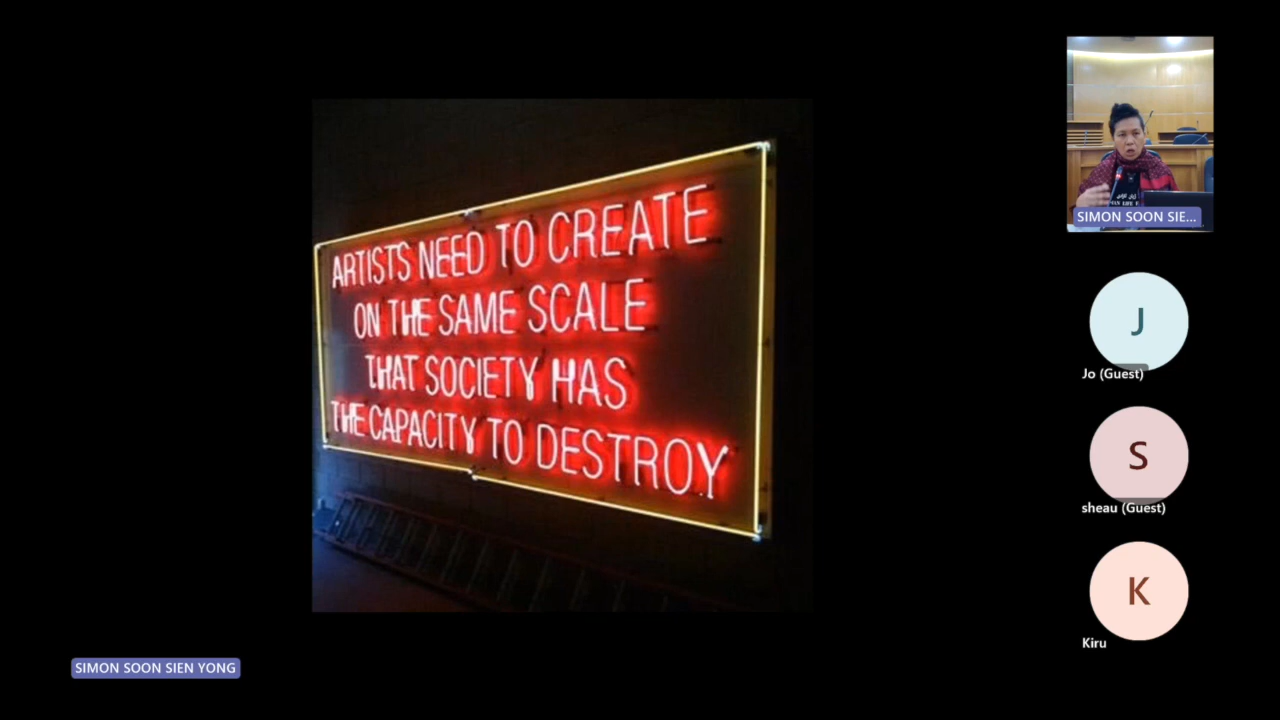 ARTISTS NEED TO CREATE
ON THE SAME SCALE
THAT SOCIETY HAS
THE CAPACITY TO DESTROY
SIMON SOON SIE...
J
Jo (Guest)
S
sheau (Guest)
K
Kiru
SIMON SOON SIEN YONG